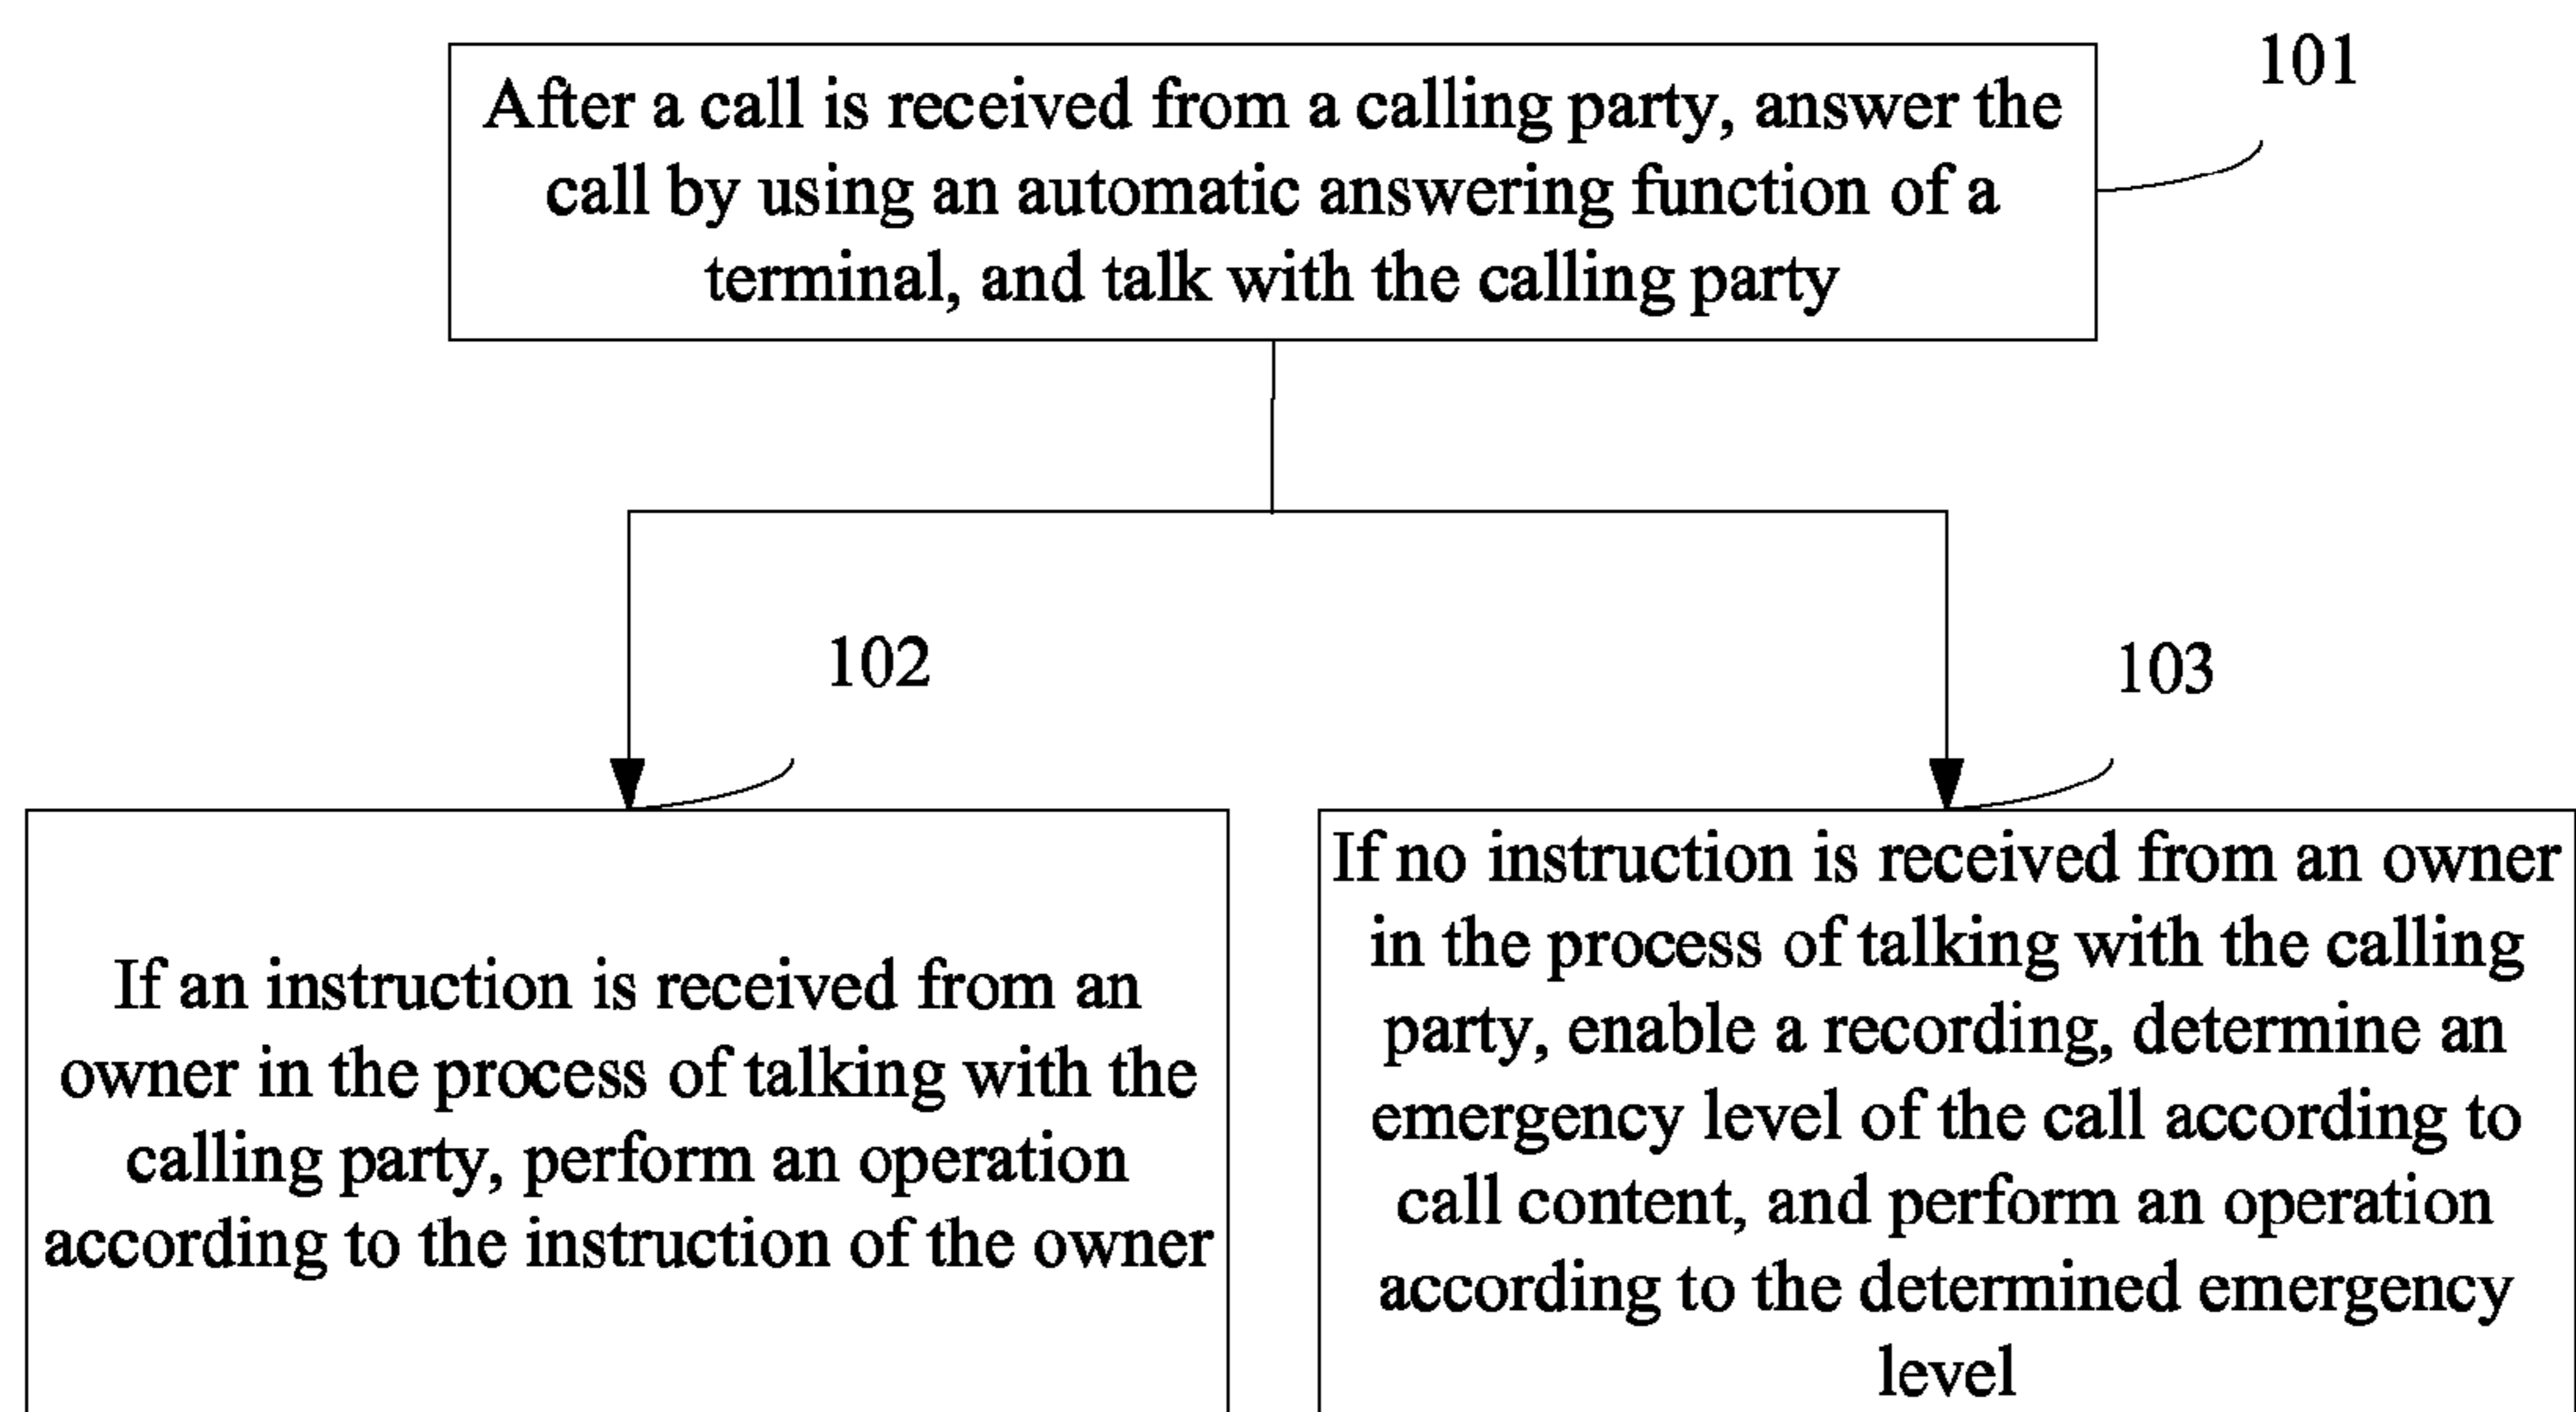 After a call is received from a calling party, answer the
call by using an automatic answering function of a
terminal, and talk with the calling party
101
102
If an instruction is received from an
owner in the process of talking with the
calling party, perform an operation
according to the instruction of the owner
103
If no instruction is received from an owner
in the process of talking with the calling
party, enable a recording, determine an
emergency level of the call according to
call content, and perform an operation
according to the determined emergency
level